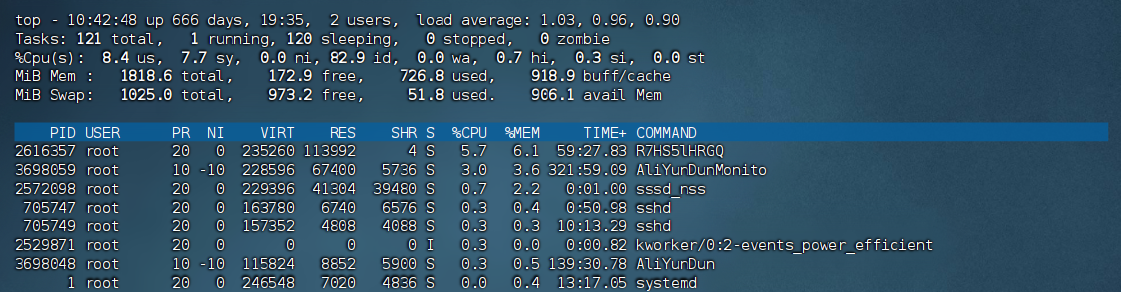 top - 10:42:48 up 666 days, 19:35,  2 users,  load average: 1.03, 0.96, 0.90
Tasks: 121 total,   1 running, 120 sleeping,   0 stopped,   0 zombie
%Cpu(s):  8.4 us,  7.7 sy,  0.0 ni, 82.9 id,  0.0 wa,  0.7 hi,  0.3 si,  0.0 st
MiB Mem :   1818.6 total,    172.9 free,    726.8 used,    918.9 buff/cache
MiB Swap:   1025.0 total,    973.2 free,     51.8 used.    906.1 avail Mem
PID USER      PR  NI    VIRT    RES    SHR S  %CPU  %MEM     TIME+ COMMAND
2616357 root      20   0  235260 113992      4 S   5.7   6.1  59:27.83 R7HS5lHRGQ
3698059 root      10 -10  228596  67400   5736 S   3.0   3.6 321:59.09 AliYunDunMonito
2572098 root      20   0  229396  41304  39480 S   0.7   2.2   0:01.00 sssd_nss
705747 root      20   0  163780   6740   6576 S   0.3   0.4   0:50.98 sshd
705749 root      20   0  157352   4808   4088 S   0.3   0.3  10:13.29 sshd
2529871 root      20   0       0      0      0 I   0.3   0.0   0:00.82 kworker/0:2-events_power_efficient
3698048 root      10 -10  115824   8852   5900 S   0.3   0.5 139:30.78 AliYunDun
1 root      20   0  246548   7020   4836 S   0.0   0.4  13:17.05 systemd